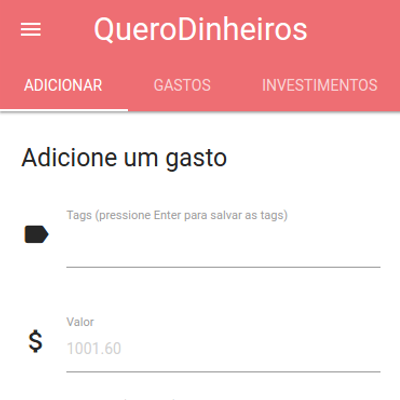 QueroDinheiros
ADICIONAR GASTOS INVESTIMENTOS
Adicione um gasto
Tags (pressione Enter para salvar as tags)
Valor
$ 1001.60